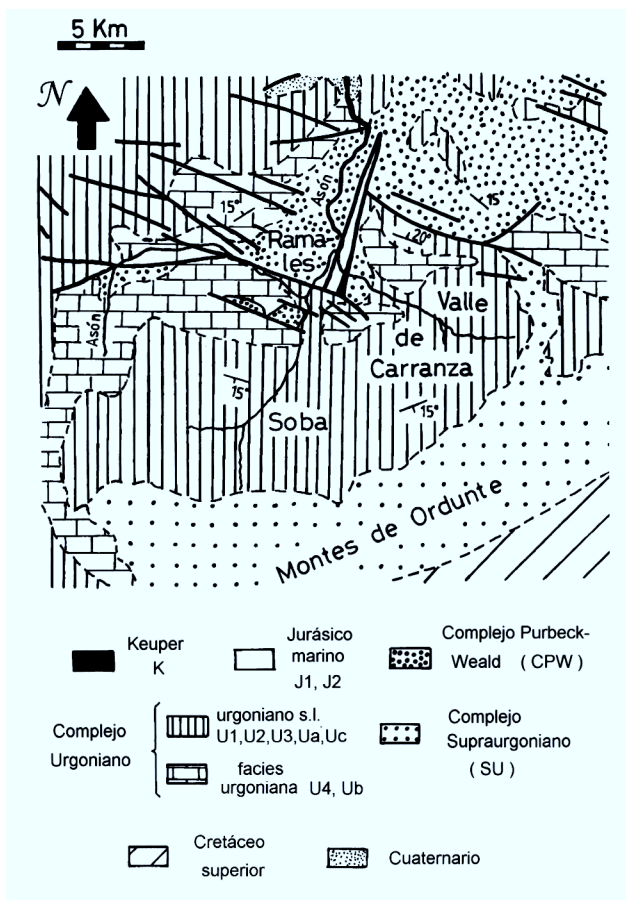 5 Km
N
Asón
15°
15°
Rama-
les
20°
Valle
Asón
de
Carranza
15°
15°
Soba
Montes de Ordunte
Keuper
K
Jurásico
marino
J1, J2
Complejo Purbeck-
Weald ( CPW )
Complejo
Urgoniano
urgoniano s.l.
U1,U2,U3,Ua,Uc
facies
urgoniana U4, Ub
Complejo
Supraurgoniano
( SU )
Cretáceo
superior
Cuaternario